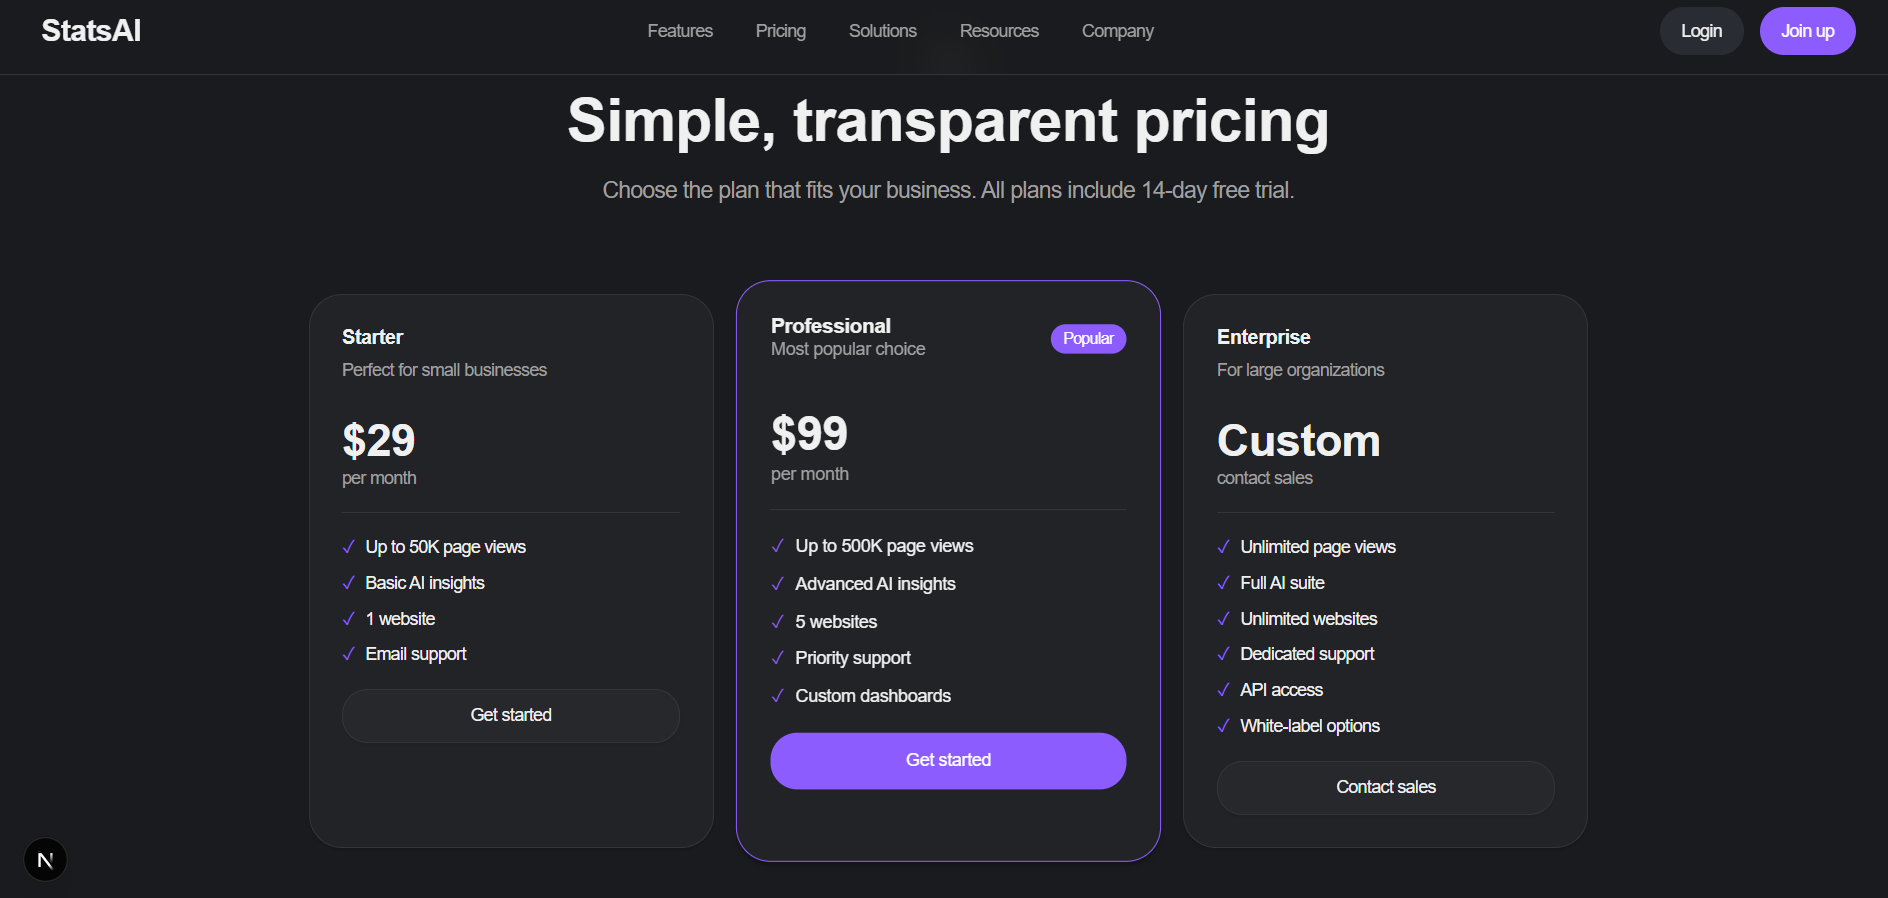 StatsAI
Features
Pricing
Solutions
Resources
Company
Login
Join up
Simple, transparent pricing
Choose the plan that fits your business. All plans include 14-day free trial.
Starter
Perfect for small businesses
$29
per month
✓ Up to 50K page views
✓ Basic AI insights
✓ 1 website
✓ Email support
Get started
Professional
Most popular choice
Popular
$99
per month
✓ Up to 500K page views
✓ Advanced AI insights
✓ 5 websites
✓ Priority support
✓ Custom dashboards
Get started
Enterprise
For large organizations
Custom
contact sales
✓ Unlimited page views
✓ Full AI suite
✓ Unlimited websites
✓ Dedicated support
✓ API access
✓ White-label options
Contact sales
N